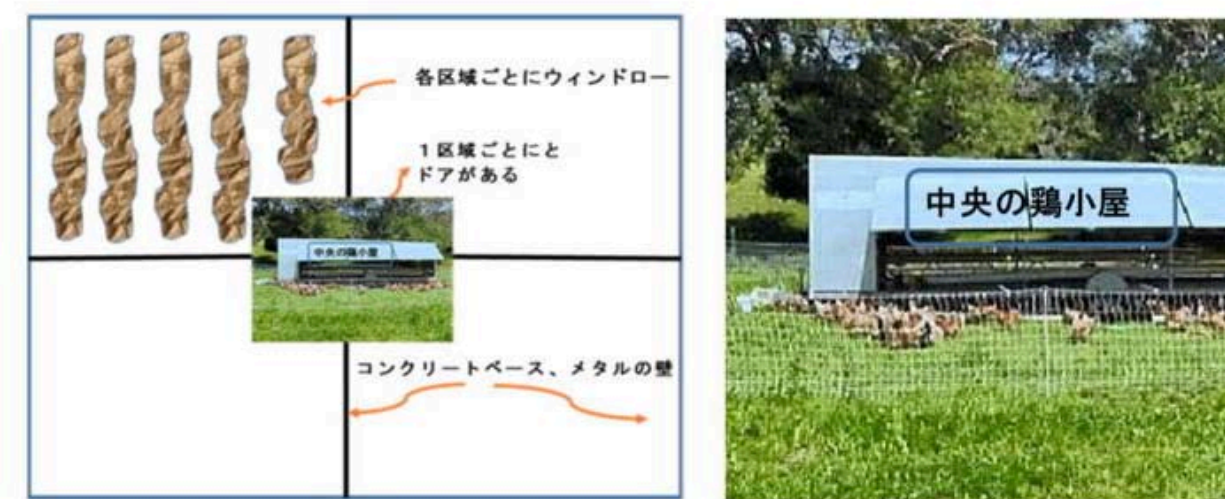 各区域ごとにウィンドロー
１区域ごとにと
ドアがある
中央の鶏小屋
コンクリートベース、メタルの壁
中央の鶏小屋